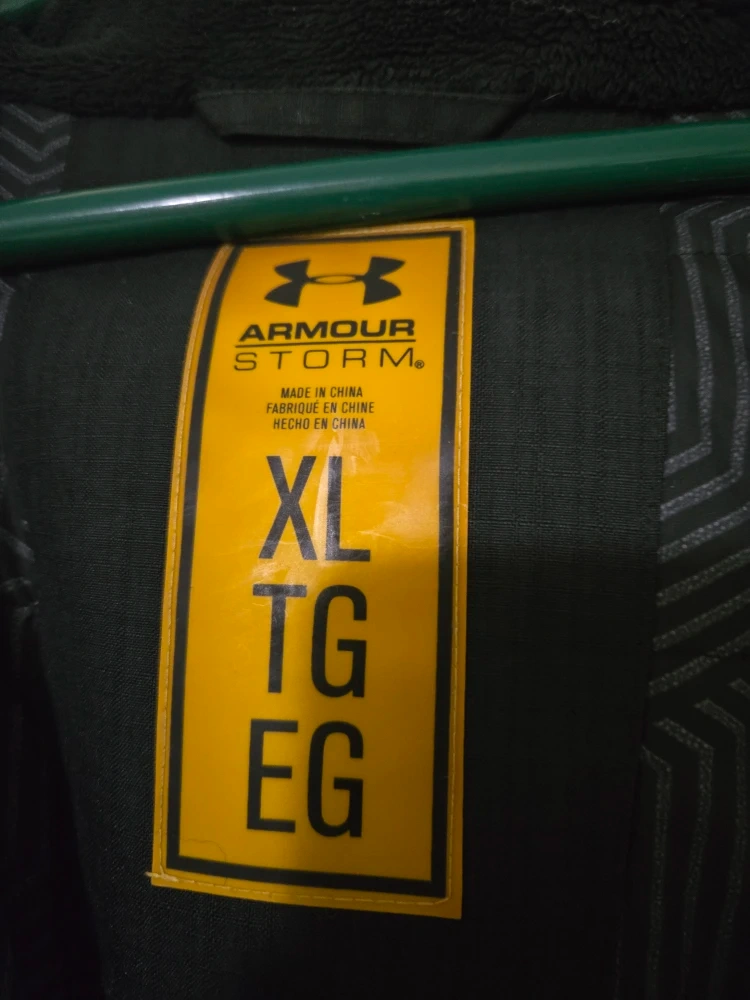 ARMOUR
STORM®
MADE IN CHINA
FABRIQUÉ EN CHINE
HECHO EN CHINA
XL
TG
EG